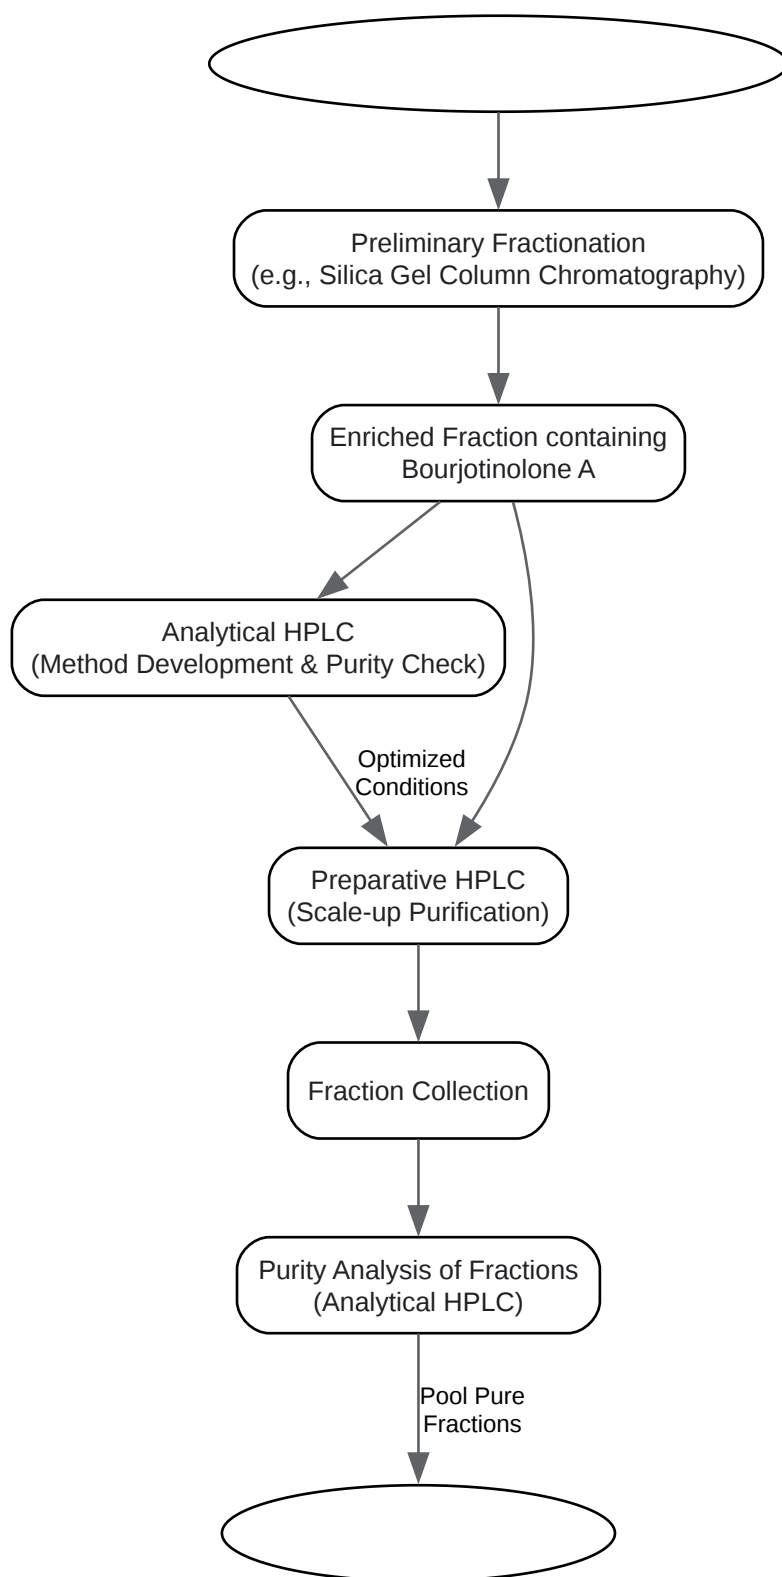 Preliminary Fractionation
(e.g., Silica Gel Column Chromatography)
Enriched Fraction containing
Bourjotinolone A
Analytical HPLC
(Method Development & Purity Check)
Optimized
Conditions
Preparative HPLC
(Scale-up Purification)
Fraction Collection
Purity Analysis of Fractions
(Analytical HPLC)
Pool Pure
Fractions